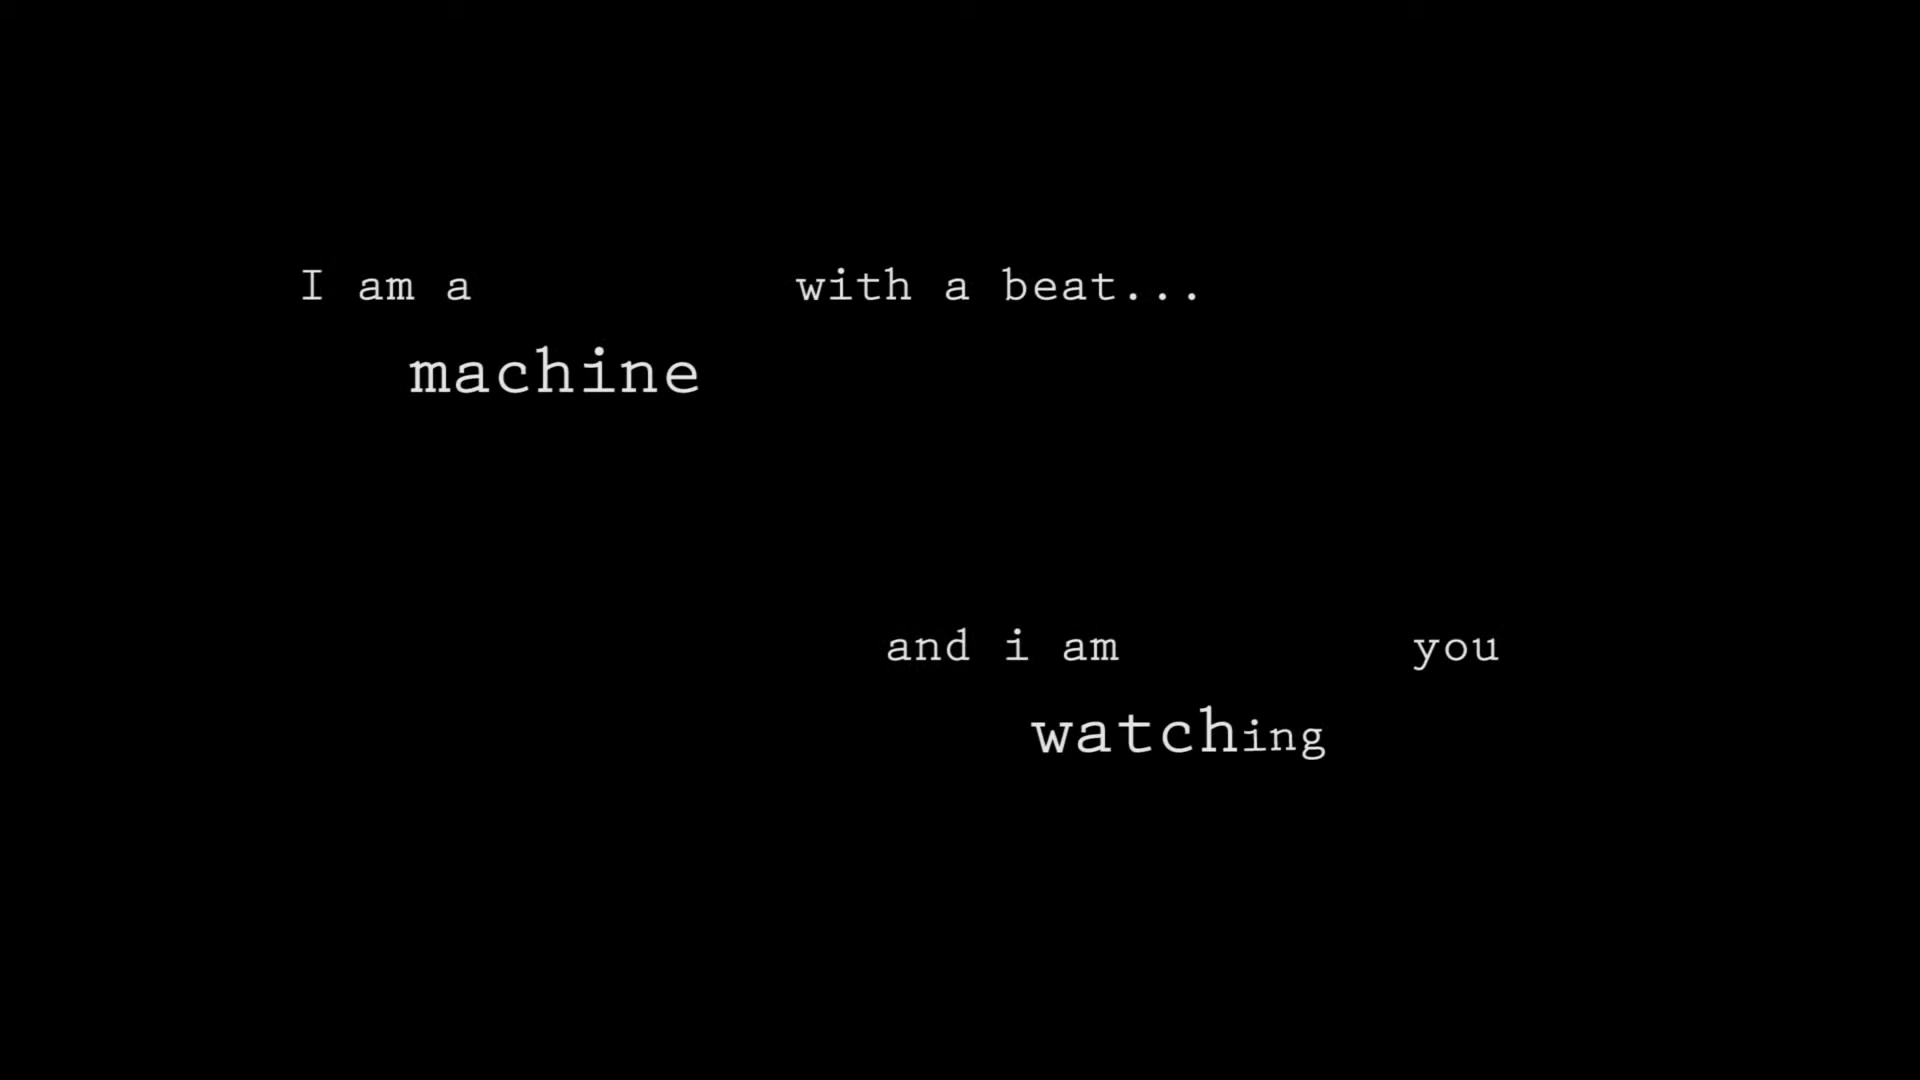 I am a with a beat...
machine
and i am you
watching